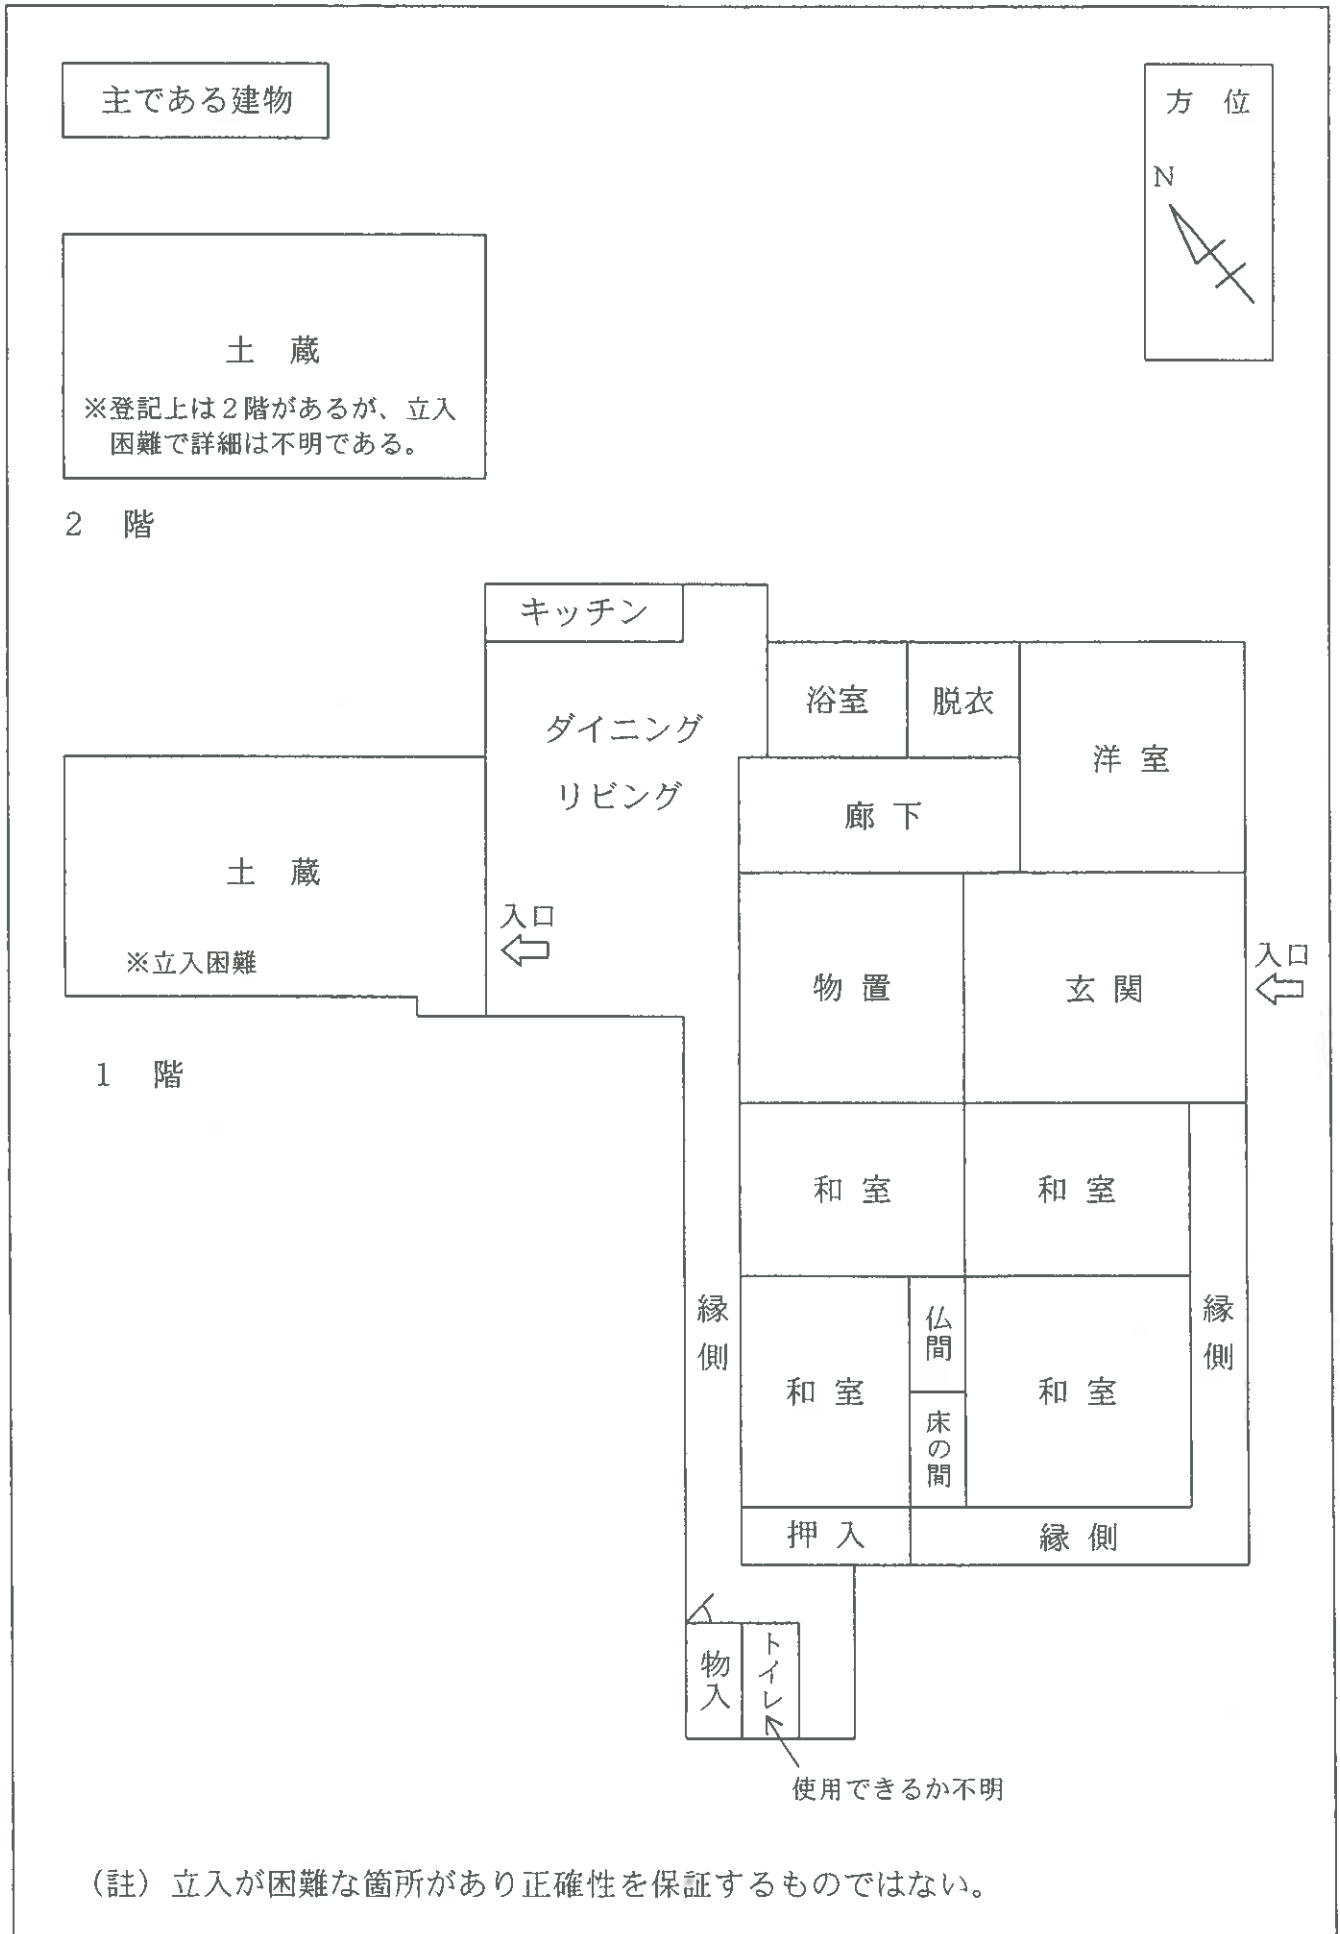 主である建物
方 位
N
土 蔵
※登記上は２階があるが、立入
困難で詳細は不明である。
２ 階
キッチン
浴室
脱衣
洋 室
ダイニング
リビング
廊 下
土 蔵
※立入困難
入口
物 置
玄 関
入口
１ 階
和 室
和 室
縁側
縁側
和 室
仏間
床の間
和 室
押 入
縁 側
物入
トイレ
使用できるか不明
（註）立入が困難な箇所があり正確性を保証するものではない。